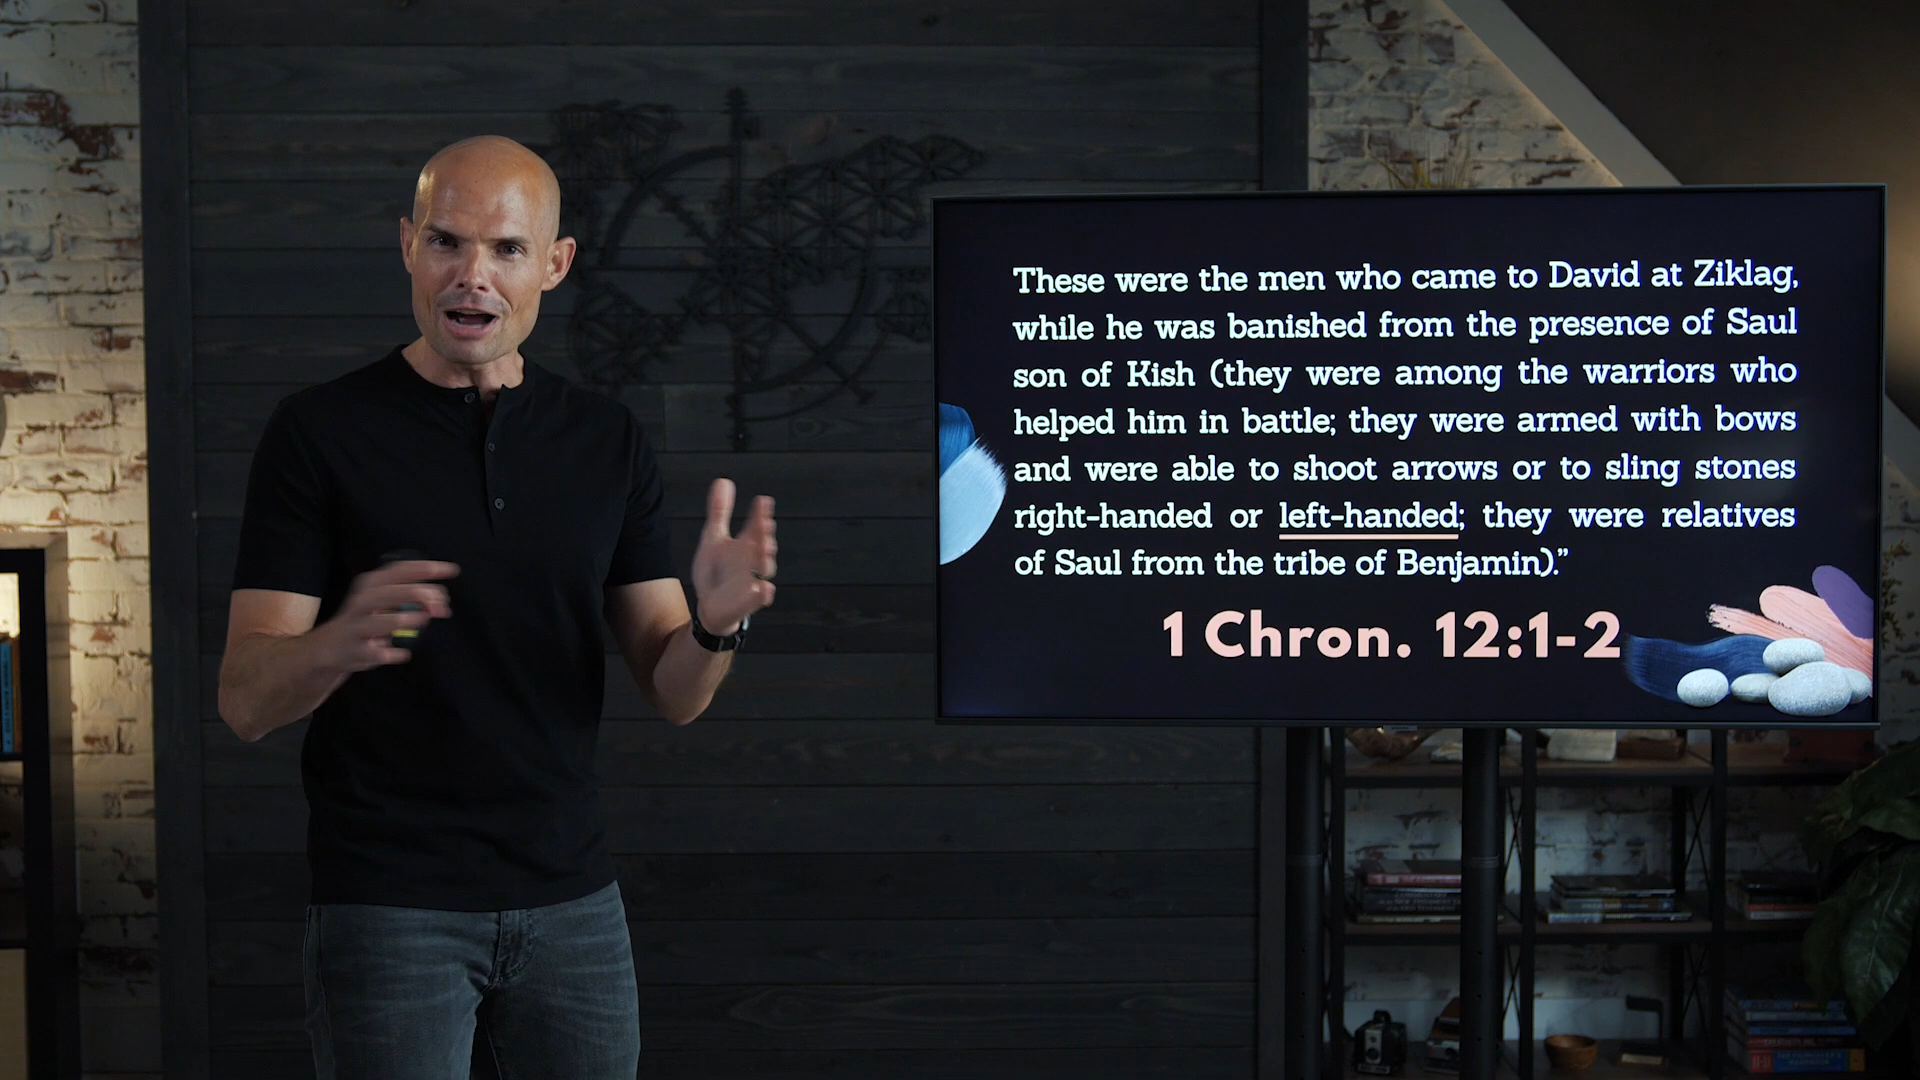 These were the men who came to David at Ziklag,
while he was banished from the presence of Saul
son of Kish (they were among the warriors who
helped him in battle; they were armed with bows
and were able to shoot arrows or to sling stones
right-handed or left-handed; they were relatives
of Saul from the tribe of Benjamin).”
1 Chron. 12:1-2